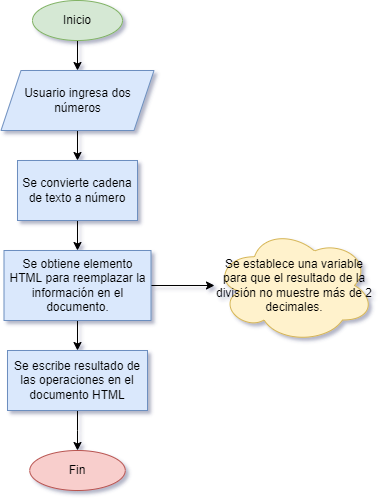 Inicio
Usuario ingresa dos
números
Se convierte cadena
de texto a número
Se obtiene elemento
HTML para reemplazar la
información en el
documento.
Se establece una variable
para que el resultado de la
división no muestre más de 2
decimales.
Se escribe resultado de
las operaciones en el
documento HTML
Fin